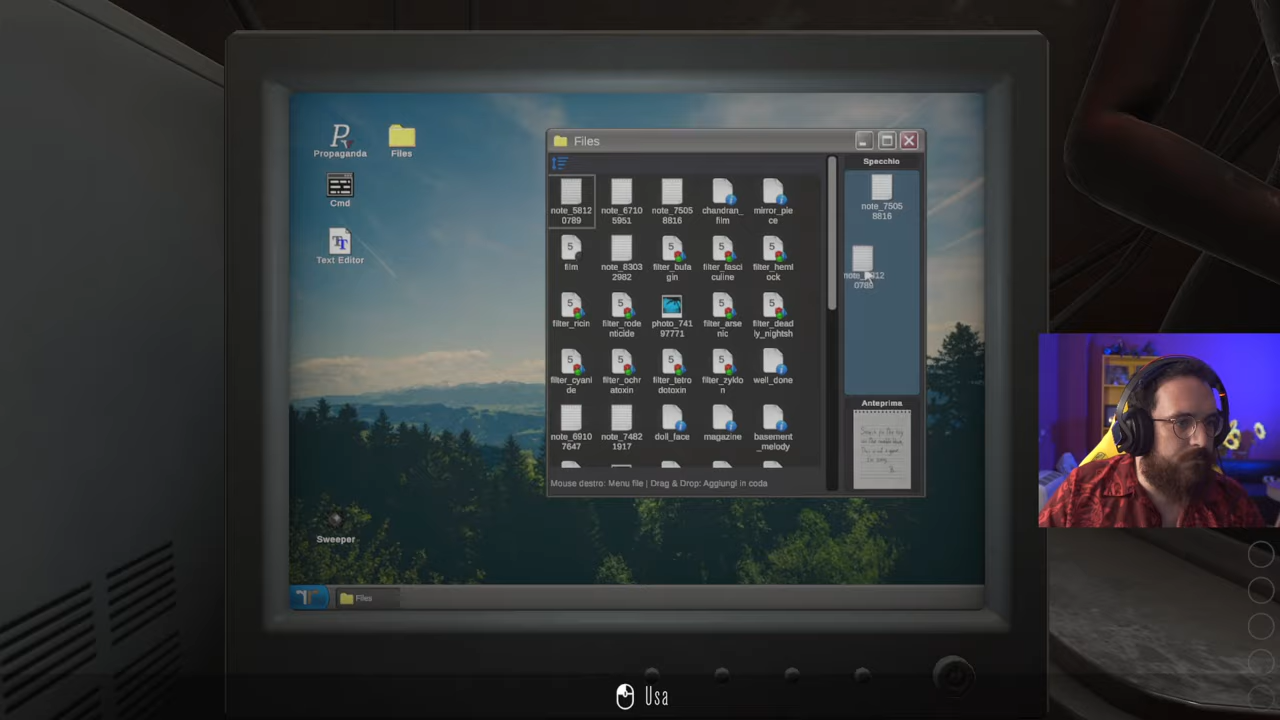 Propaganda
Files
Cmd
Text Editor
Sweeper
Files
Specchio
note_5812
0789
note_6710
5951
note_7505
8816
chandran_
film
mirror_pie
ce
film
note_8303
2982
filter_bufa
gin
filter_fasci
culine
filter_heml
ock
filter_ricin
filter_rode
nticide
photo_741
97771
filter_arse
nic
filter_dead
ly_nightsh
filter_cyani
de
filter_ochr
atoxin
filter_tetro
dotoxin
filter_zyklo
n
well_done
note_6910
7647
note_7482
1917
doll_face
magazine
basement
_melody
note_7505
8816
Anteprima
Mouse destro: Menu file | Drag & Drop: Aggiungi in coda
Files
Usa